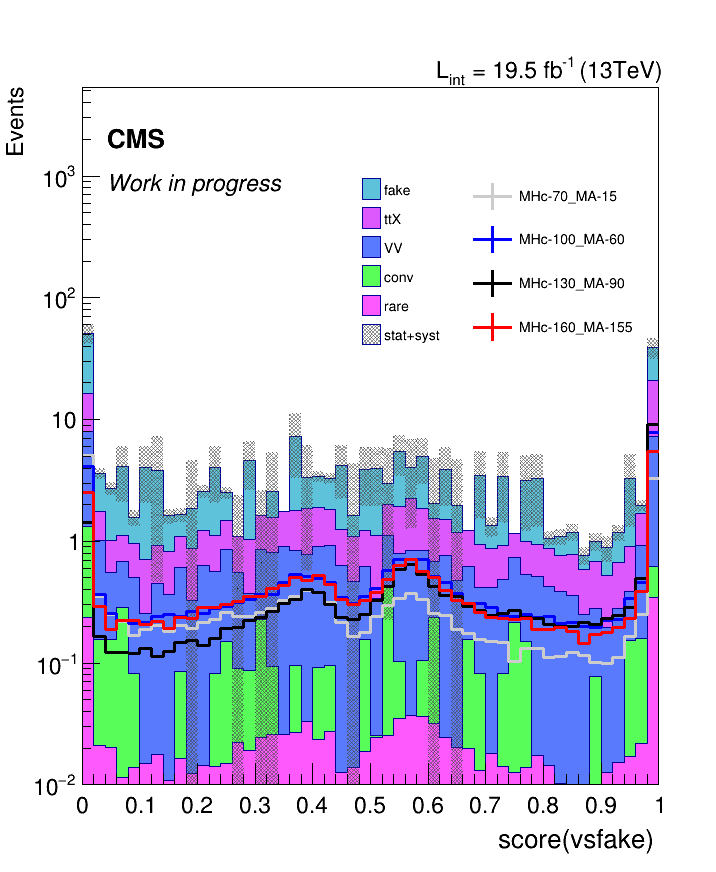 L_int = 19.5 fb^-1 (13TeV)
Events
CMS
Work in progress
fake
ttX
VV
conv
rare
stat+syst
MHc-70_MA-15
MHc-100_MA-60
MHc-130_MA-90
MHc-160_MA-155
10^3
10^2
10
1
10^-1
10^-2
0 0.1 0.2 0.3 0.4 0.5 0.6 0.7 0.8 0.9 1
score(vsfake)